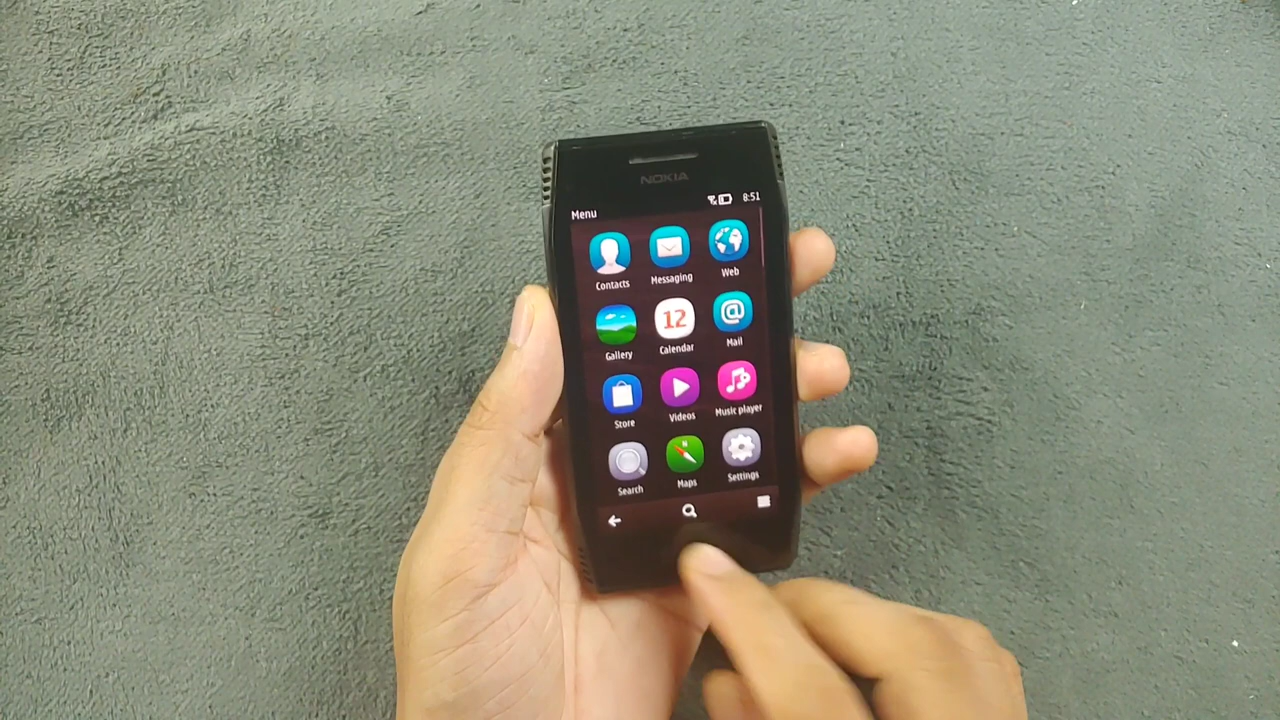 NOKIA
8:51
Menu
Contacts Messaging Web
12
Gallery Calendar Mail
Store Videos Music player
N
Search Maps Settings